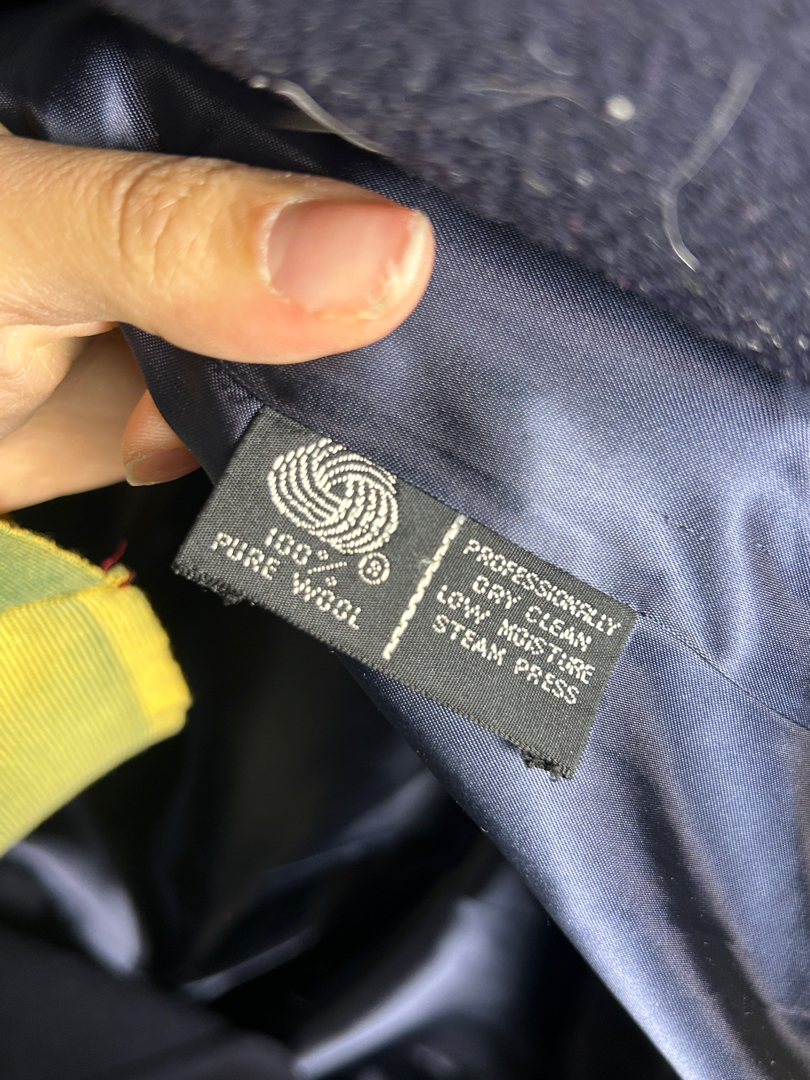 100% ®
PURE WOOL
PROFESSIONALLY
DRY CLEAN
LOW MOISTURE
STEAM PRESS